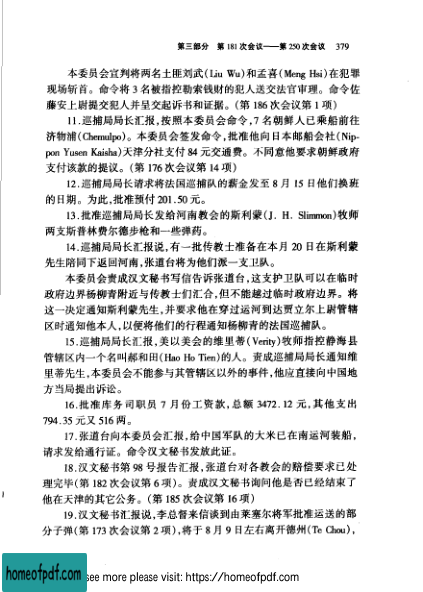 第三部分　第 181 次会议——第 250 次会议　379
本委员会宣判将两名土匪刘武(Liu Wu)和孟喜(Meng Hsi)在犯罪
现场斩首。命令将 3 名被指控勒索钱财的犯人送交法官审理。命令佐
藤安上尉提交犯人并呈交起诉书和证据。(第 186 次会议第 1 项)
11.巡捕局局长汇报,按照本委员会命令,7 名朝鲜人已乘船前往
济物浦(Chemulpo)。本委员会签发命令,批准他向日本邮船会社(Nip-
pon Yusen Kaisha)天津分社支付 84 元交通费。不同意他要求朝鲜政府
支付该款的提议。(第 176 次会议第 14 项)
12.巡捕局局长请求将法国巡捕队的薪金发至 8 月 15 日他们换班
的日期。为此,批准预付 201.50 元。
13.批准巡捕局局长发给河南教会的斯利蒙(J. H. Slimmon)牧师
两支斯普林费尔德步枪和一些弹药。
14.巡捕局局长汇报说,有一批传教士准备在本月 20 日在斯利蒙
先生陪同下返回河南,张道台将为他们派一支卫队。
本委员会责成汉文秘书写信告诉张道台,这支护卫队可以在临时
政府边界杨柳青附近与传教士们汇合,但不能越过临时政府边界。将
这一决定通知斯利蒙先生,并要求他在穿过运河到达贾立尔上尉管辖
区时通知他本人,以便将他们的行程通知杨柳青的法国巡捕队。
15.巡捕局局长汇报,美以美会的维里蒂(Verity)牧师指控静海县
管辖区内一个名叫郝和田(Hao Ho Tien)的人。责成巡捕局局长通知维
里蒂先生,本委员会不能参与其管辖区以外的事件,他应直接向中国地
方当局提出诉讼。
16.批准库务司职员 7 月份工资款,总额 3472.12 元,其他支出
794.35 元又 516 两。
17.张道台向本委员会汇报,给中国军队的大米已在南运河装船,
请求发给通行证。命令汉文秘书发放此证。
18.汉文秘书第 98 号报告汇报,张道台对各教会的赔偿要求已处
理完毕(第 182 次会议第 6 项)。责成汉文秘书询问他是否已经结束了
他在天津的其它公务。(第 185 次会议第 16 项)
19.汉文秘书汇报说,李总督来信谈到由莱塞尔将军批准运送的部
分子弹(第 173 次会议第 2 项),将于 8 月 9 日左右离开德州(Te Chou),
homeofpdf.com
see more please visit: https://homeofpdf.com